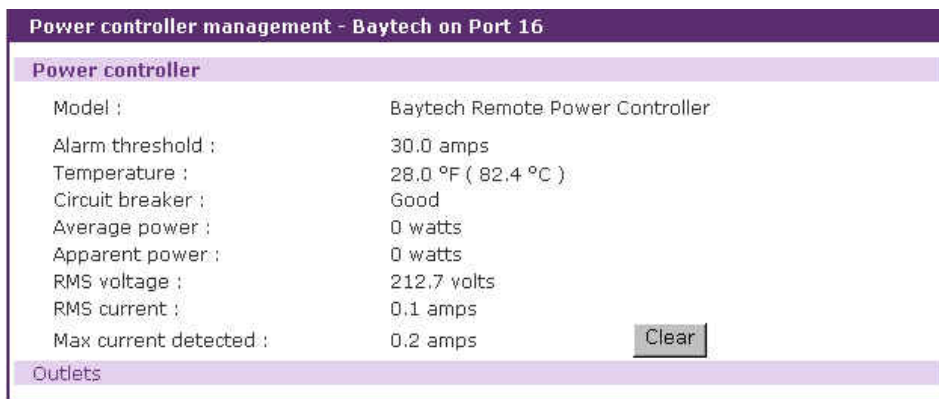 Power controller management - Baytech on Port 16
Power controller
Model : Baytech Remote Power Controller
Alarm threshold : 30.0 amps
Temperature : 28.0 ºF ( 82.4 ºC )
Circuit breaker : Good
Average power : 0 watts
Apparent power : 0 watts
RMS voltage : 212.7 volts
RMS current : 0.1 amps
Max current detected : 0.2 amps Clear
Outlets